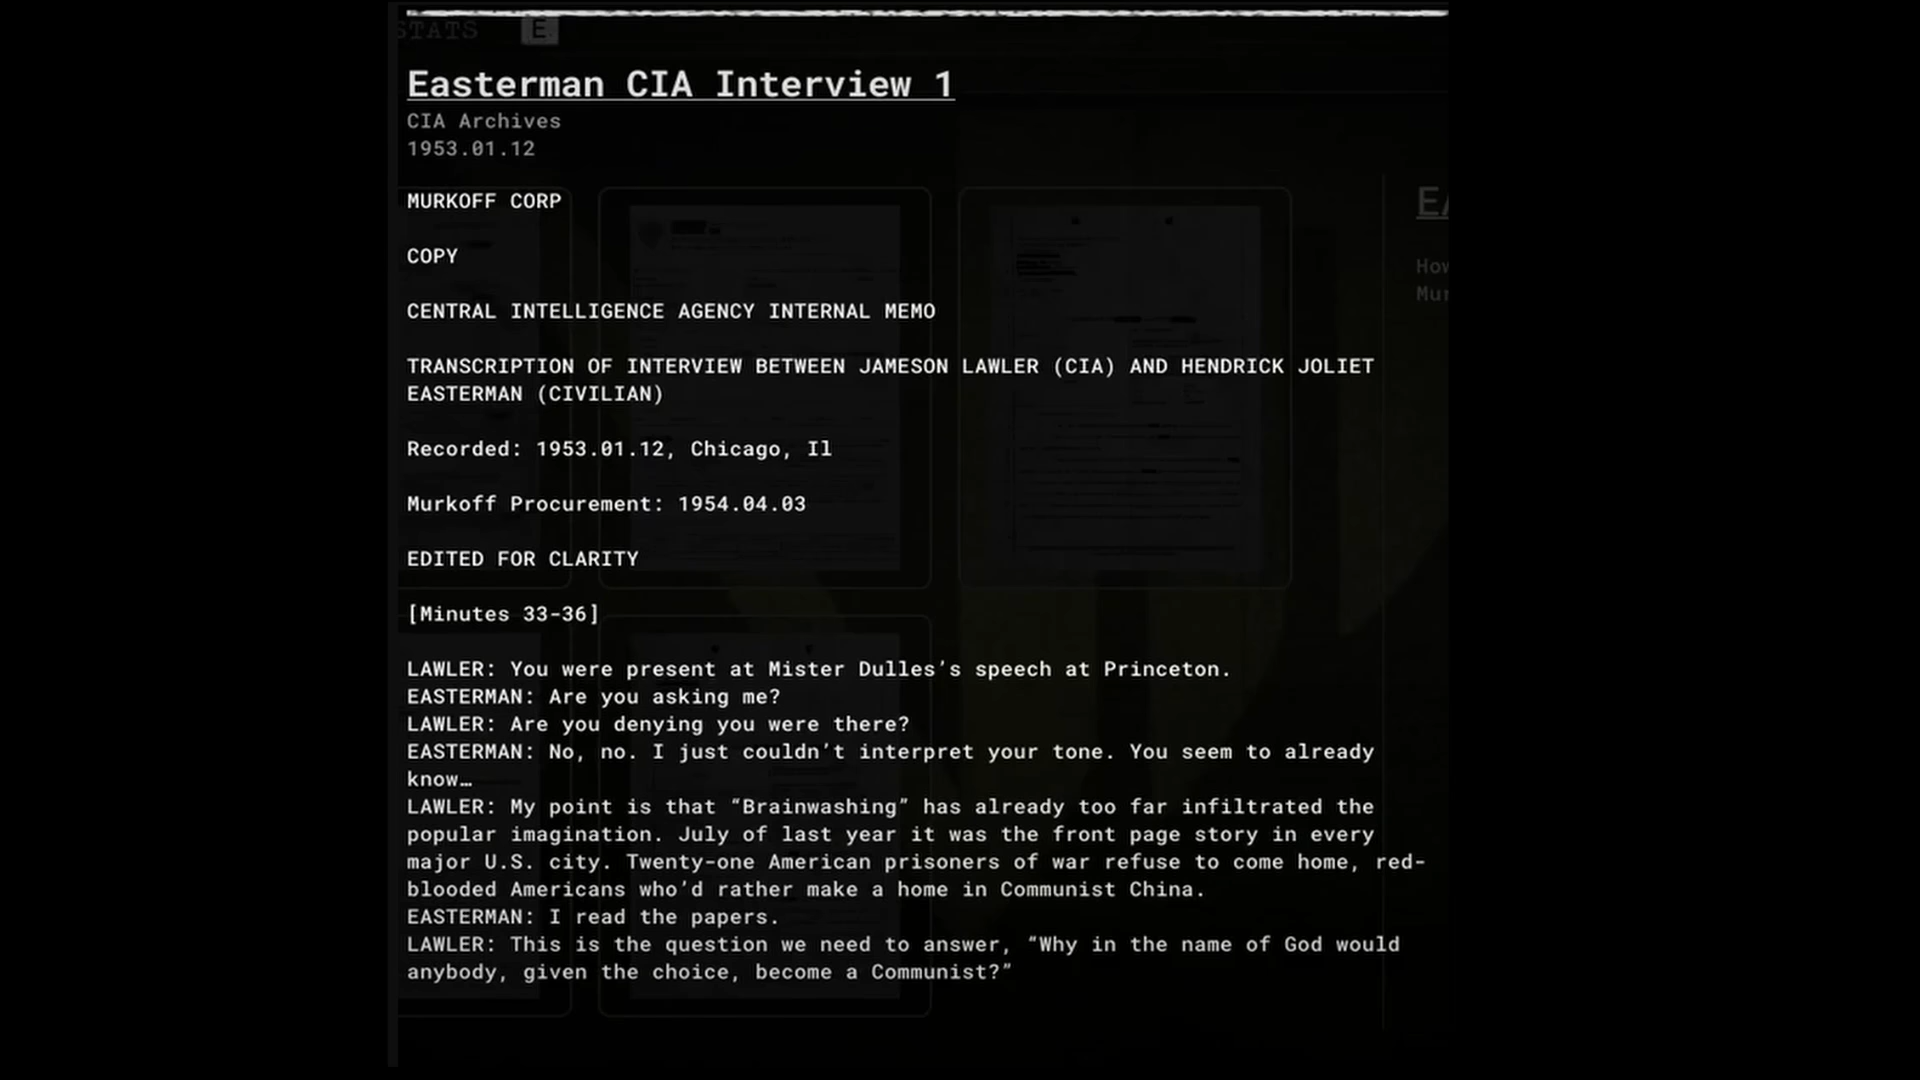 STATS E
Easterman CIA Interview 1
CIA Archives
1953.01.12
MURKOFF CORP
COPY
CENTRAL INTELLIGENCE AGENCY INTERNAL MEMO
TRANSCRIPTION OF INTERVIEW BETWEEN JAMESON LAWLER (CIA) AND HENDRICK JOLIET
EASTERMAN (CIVILIAN)
Recorded: 1953.01.12, Chicago, Il
Murkoff Procurement: 1954.04.03
EDITED FOR CLARITY
[Minutes 33-36]
LAWLER: You were present at Mister Dulles’s speech at Princeton.
EASTERMAN: Are you asking me?
LAWLER: Are you denying you were there?
EASTERMAN: No, no. I just couldn’t interpret your tone. You seem to already
know…
LAWLER: My point is that “Brainwashing” has already too far infiltrated the
popular imagination. July of last year it was the front page story in every
major U.S. city. Twenty-one American prisoners of war refuse to come home, red-
blooded Americans who’d rather make a home in Communist China.
EASTERMAN: I read the papers.
LAWLER: This is the question we need to answer, “Why in the name of God would
anybody, given the choice, become a Communist?”